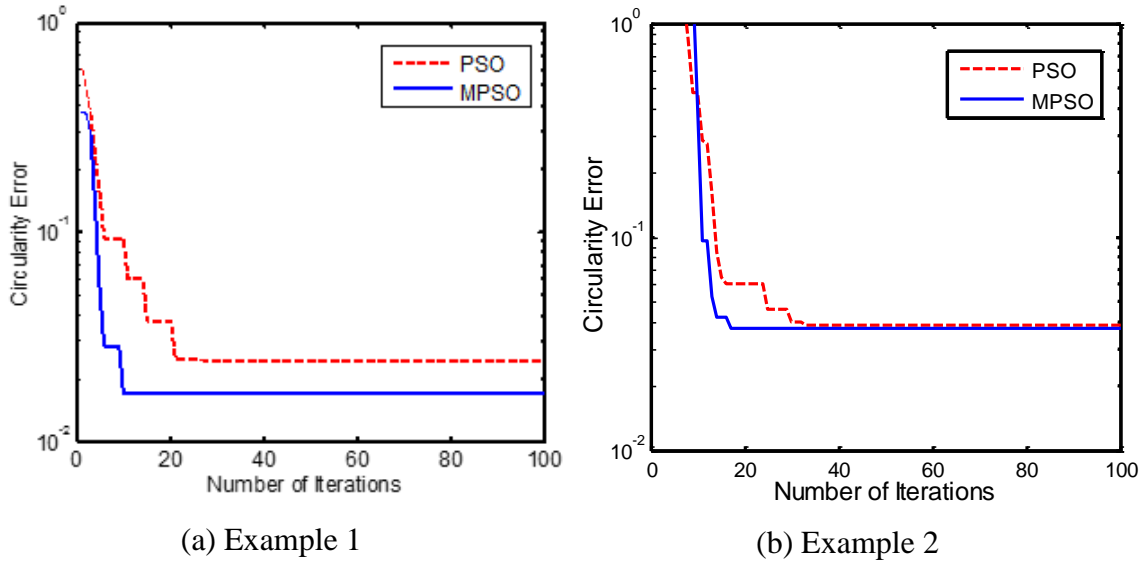 10^0
PSO
MPSO
Circularity Error
10^-1
10^-2
0 20 40 60 80 100
Number of Iterations
(a) Example 1
10^0
PSO
MPSO
Circularity Error
10^-1
10^-2
0 20 40 60 80 100
Number of Iterations
(b) Example 2